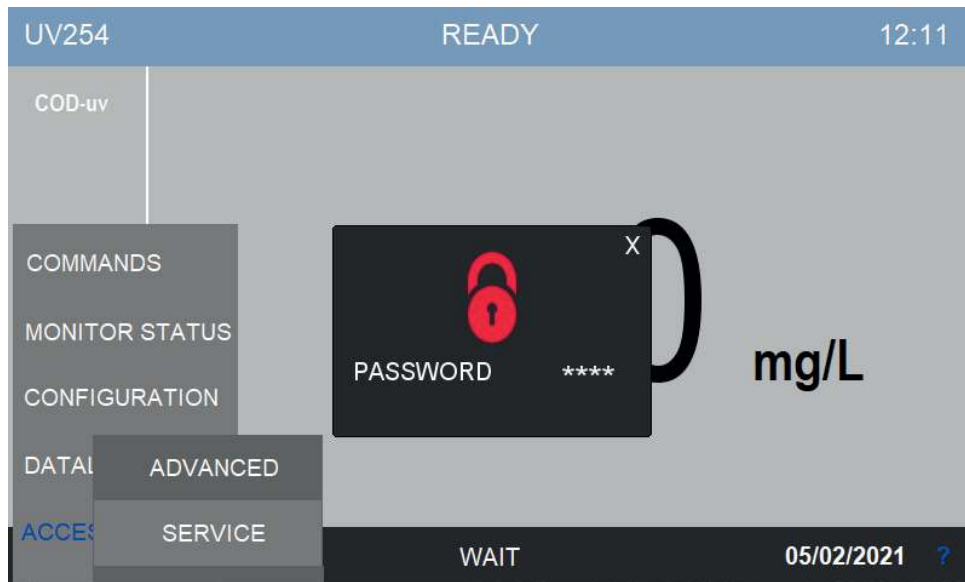 UV254 READY 12:11
COD-uv
COMMANDS
MONITOR STATUS
CONFIGURATION
X
PASSWORD ****
mg/L
ADVANCED
SERVICE
WAIT 05/02/2021 ?